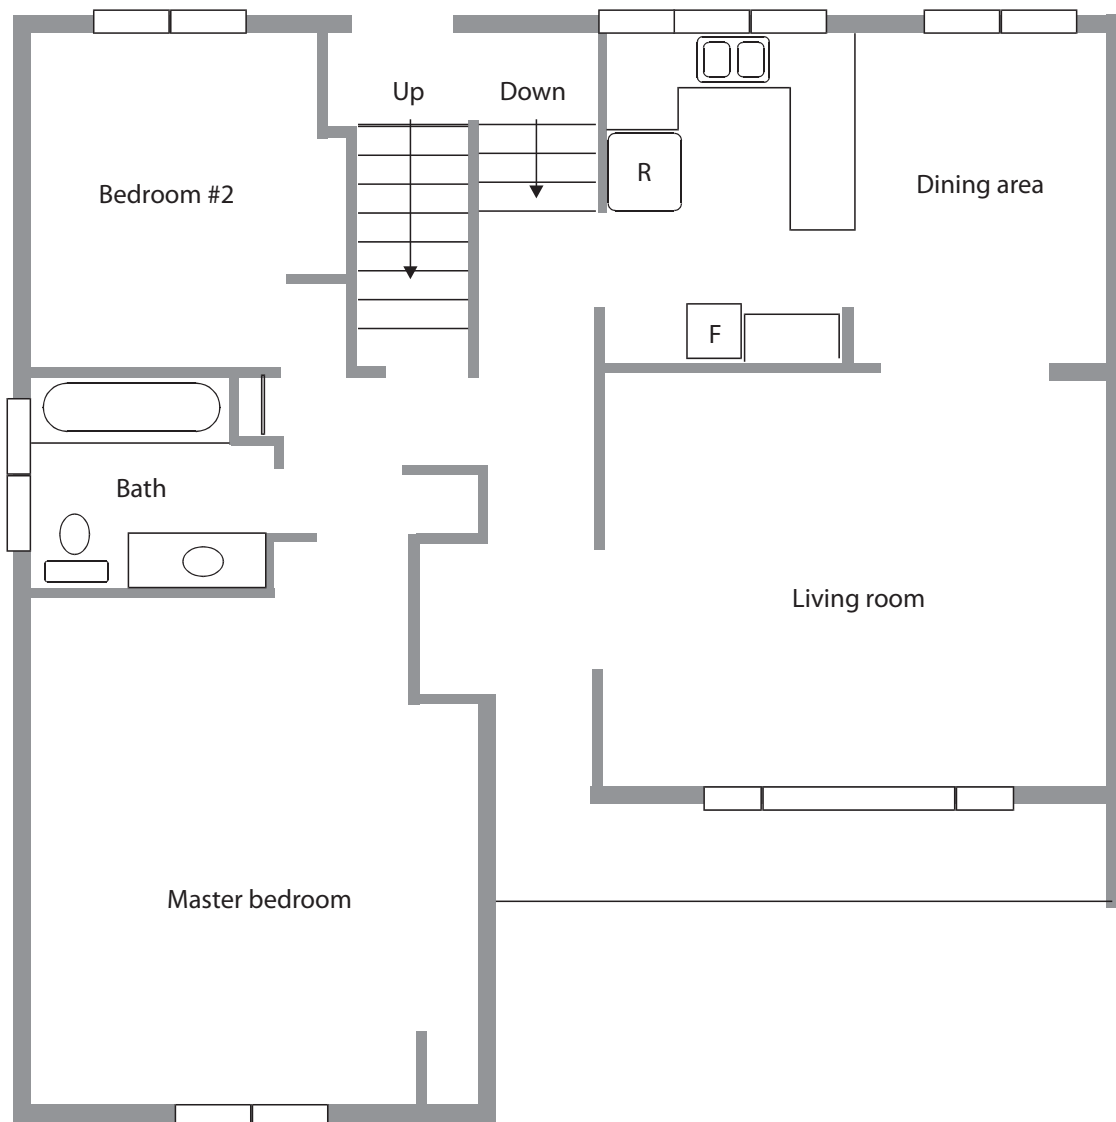 Up
Down
R
Bedroom #2
Dining area
F
Bath
Living room
Master bedroom